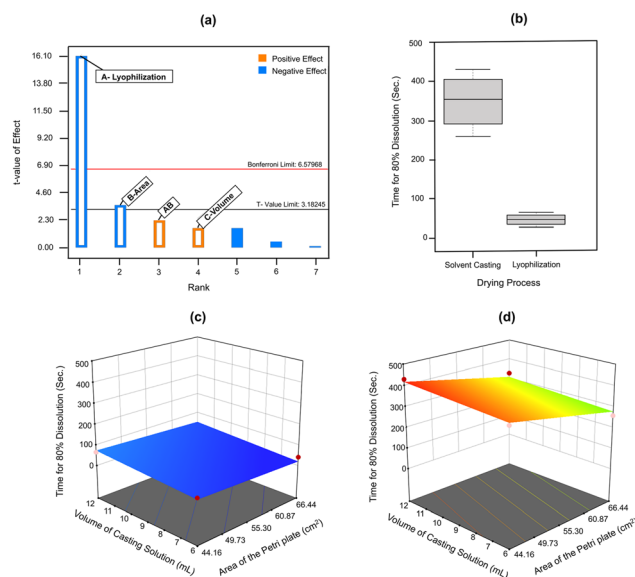 (a)
16.10
13.80
11.50
9.20
6.90
4.60
2.30
0.00
t-value of Effect
A- Lyophilization
Positive Effect
Negative Effect
Bonferroni Limit: 6.57968
B-Area
AB
C-Volume
T- Value Limit: 3.18245
1 2 3 4 5 6 7
Rank
(b)
500
400
300
200
100
0
Time for 80% Dissolution (Sec.)
Solvent Casting Lyophilization
Drying Process
(c)
500
400
300
200
100
0
Time for 80% Dissolution (Sec.)
12 11 10 9 8 7 6
Volume of Casting Solution (mL)
44.16 49.73 55.30 60.87 66.44
Area of the Petri plate (cm²)
(d)
500
400
300
200
100
0
Time for 80% Dissolution (Sec.)
12 11 10 9 8 7 6
Volume of Casting Solution (mL)
44.16 49.73 55.30 60.87 66.44
Area of the Petri plate (cm²)